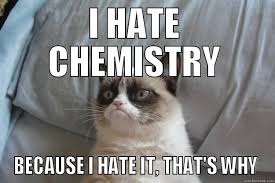 I HATE
CHEMISTRY
BECAUSE I HATE IT, THAT'S WHY